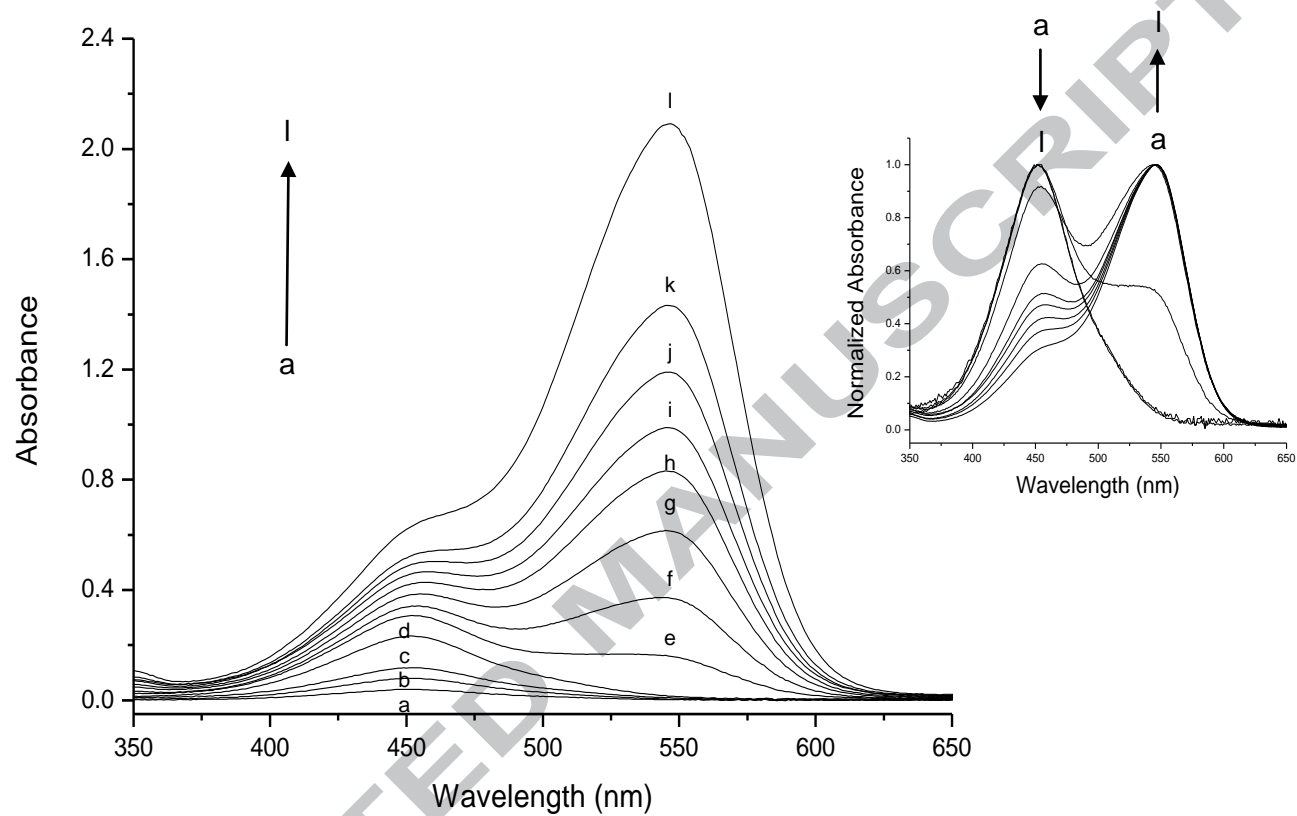 2.4
2.0
1.6
1.2
0.8
0.4
0.0
350 400 450 500 550 600 650
Absorbance
Wavelength (nm)
l
a
l
k
j
i
h
g
f
e
d
c
b
a
a l
l a
1.0
0.8
0.6
0.4
0.2
0.0
350 400 450 500 550 600 650
Normalized Absorbance
Wavelength (nm)
TED MANUSCRIPT